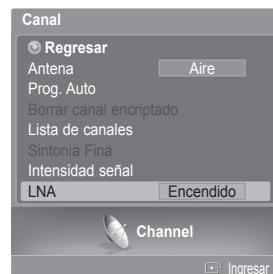 Canal
Regresar
Antena Aire
Prog. Auto
Borrar canal encriptado
Lista de canales
Sintonia Fina
Intensidad señal
LNA Encendido
Channel
Ingresar